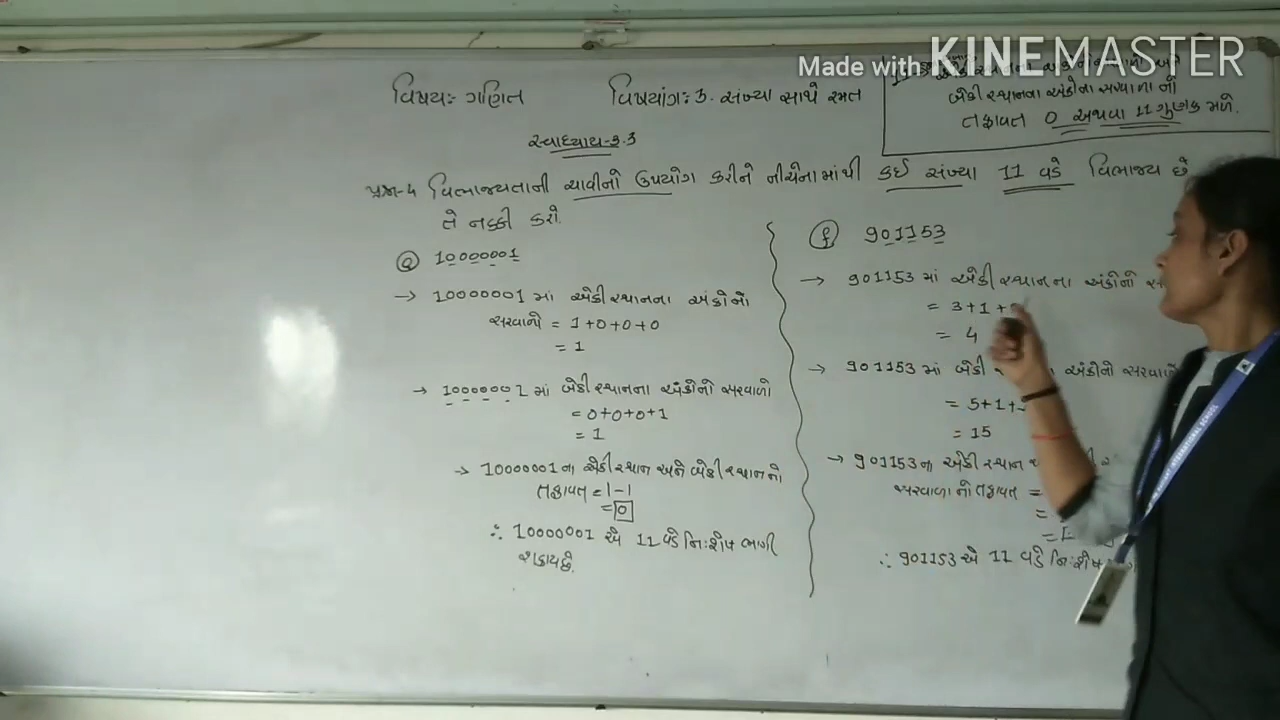 Made with KINEMASTER
વિષય: ગણિત
વિષયાંગ: 3. સંખ્યા સાથે રમત
બેકી સ્થાનના અંકોના સરવાળા નો
તફાવત 0 અથવા 11 ગુણક મળે.
સ્વાધ્યાય-3.3
પ્રશ્ન-4 વિભાજ્યતાની ચાવીનો ઉપયોગ કરીને નીચેનામાંથી કઈ સંખ્યા 11 વડે વિભાજ્ય છે
તે નક્કી કરો.
ⓔ 10000001
→ 10000001 માં એકી સ્થાનના અંકોનો
સરવાળો = 1+0+0+0
= 1
→ 10000001 માં બેકી સ્થાનના અંકોનો સરવાળો
= 0+0+0+1
= 1
→ 10000001 ના એકી સ્થાન અને બેકી સ્થાનનો
તફાવત = 1-1
= 0
∴ 10000001 એ 11 વડે નિ:શેષ ભાગી
શકાય છે.
ⓕ 901153
→ 901153 માં એકી સ્થાનના અંકોનો
= 3+1+
= 4
→ 901153 માં બેકી અંકોનો સરવાળો
= 5+1+
= 15
→ 901153 ના એકી સ્થાન
સરવાળાનો તફાવત =
=
=
∴ 901153 એ 11 વડે નિ:શેષ